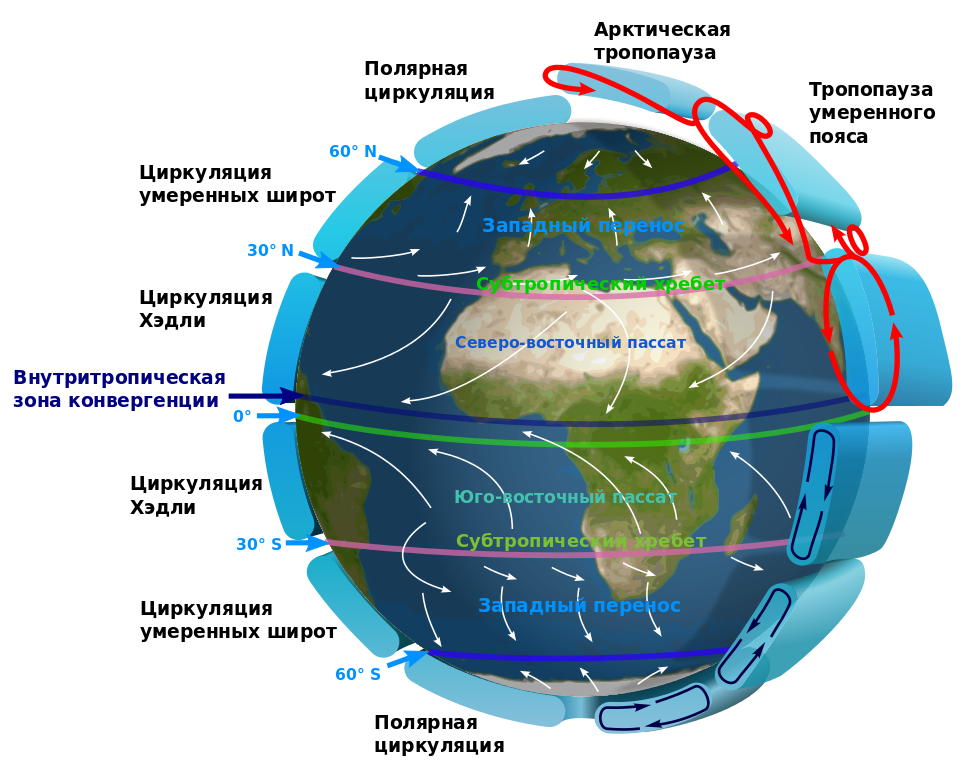 Арктическая
тропопауза
Полярная
циркуляция
Тропопауза
умеренного
пояса
60° N
Циркуляция
умеренных широт
Западный перенос
30° N
Субтропический хребет
Циркуляция
Хэдли
Северо-восточный пассат
Внутритропическая
зона конвергенции
0°
Циркуляция
Хэдли
Юго-восточный пассат
30° S
Субтропический хребет
Циркуляция
умеренных широт
Западный перенос
60° S
Полярная
циркуляция